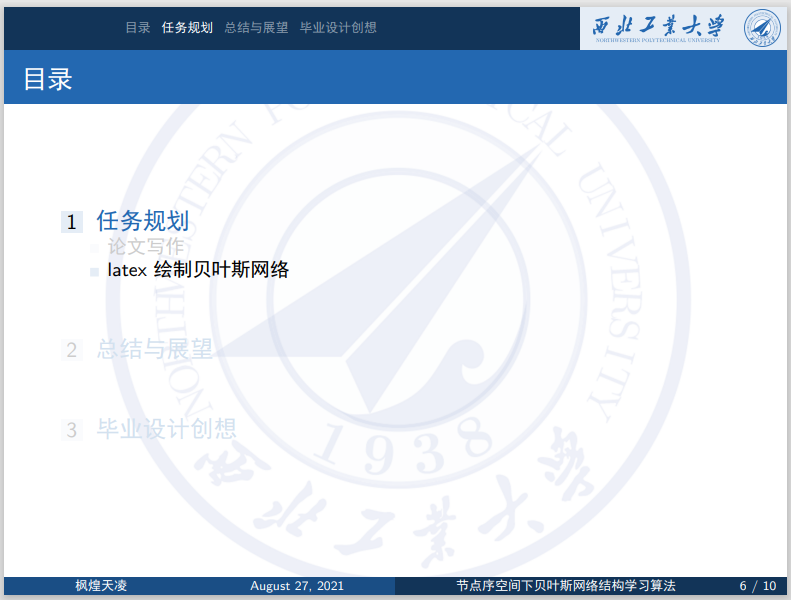 目录 任务规划 总结与展望 毕业设计创想
西北工业大学
NORTHWESTERN POLYTECHNICAL UNIVERSITY
目录
1 任务规划
论文写作
latex 绘制贝叶斯网络
2 总结与展望
3 毕业设计创想
NORTHWESTERN POLYTECHNICAL UNIVERSITY
1938
西北工业大学
枫煌天凌 August 27, 2021 节点序空间下贝叶斯网络结构学习算法 6 / 10